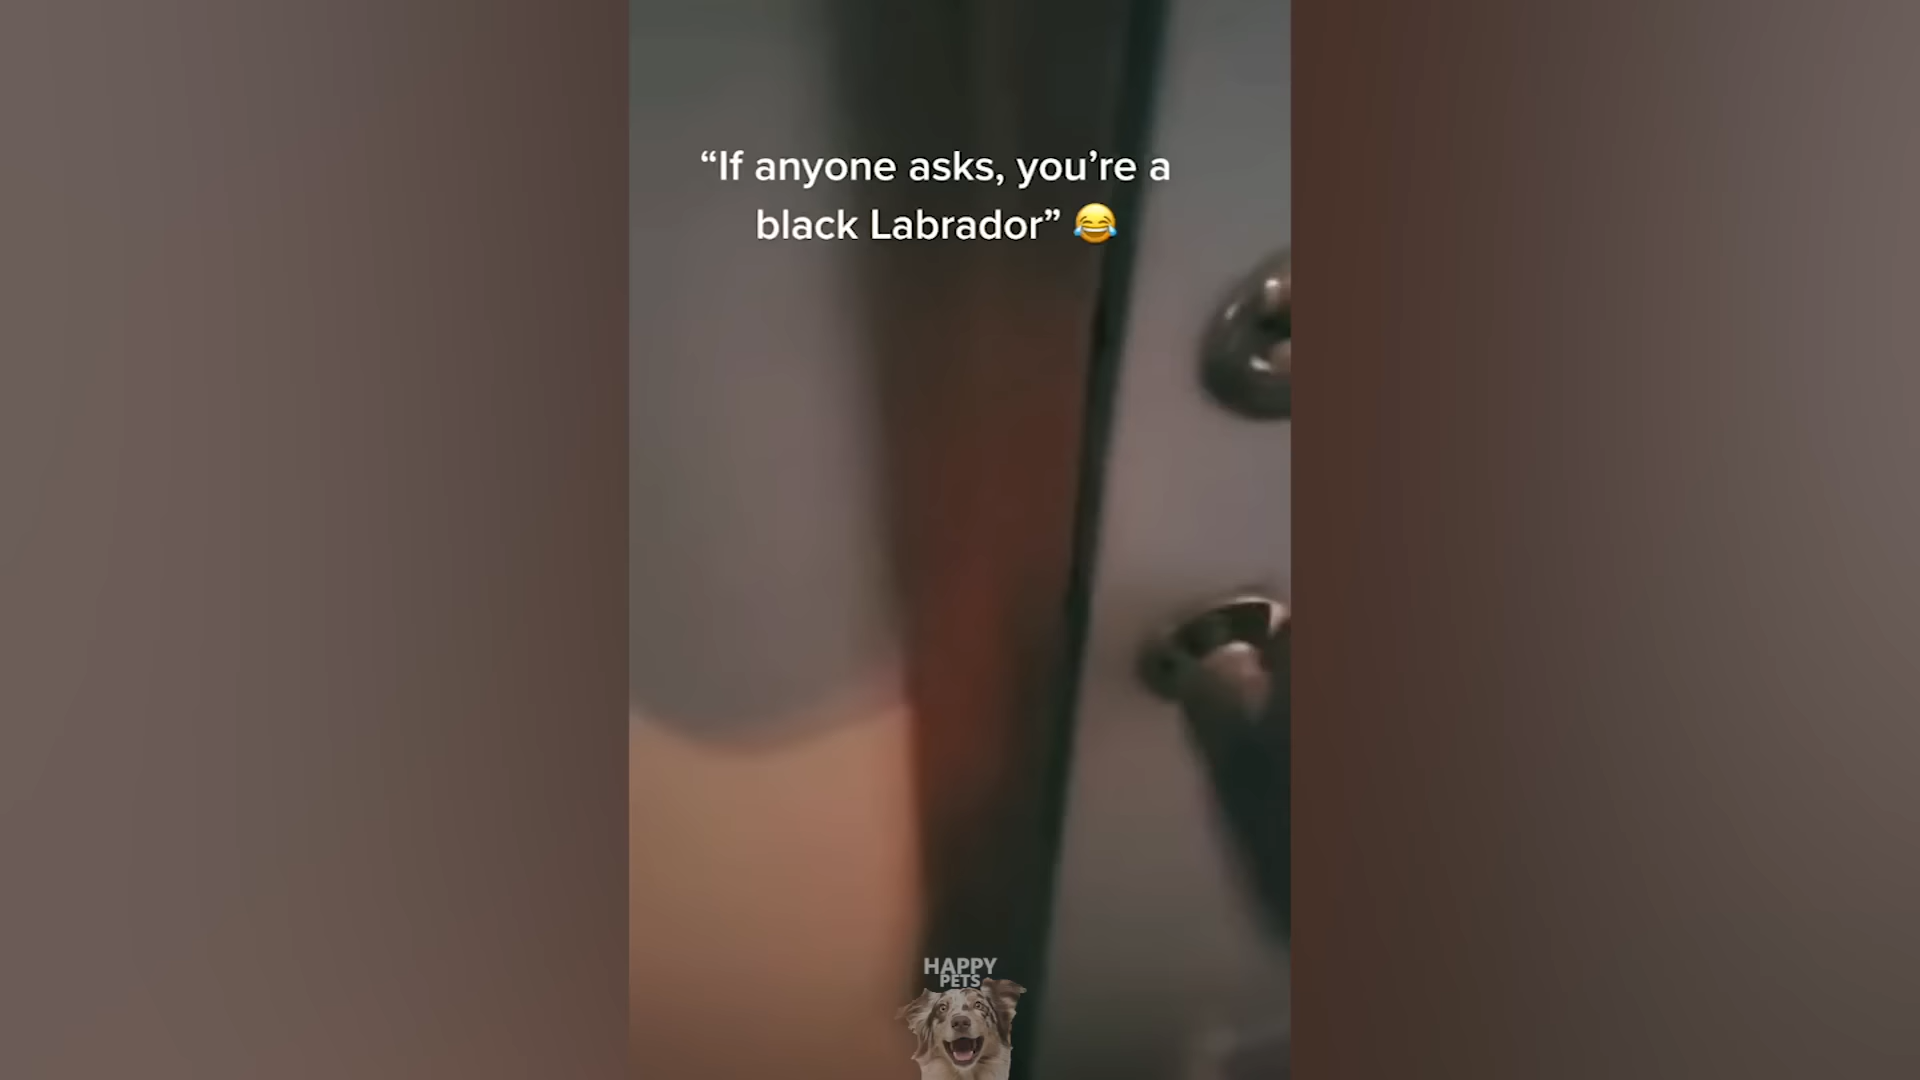 “If anyone asks, you’re a
black Labrador” 😂
HAPPY
PETS